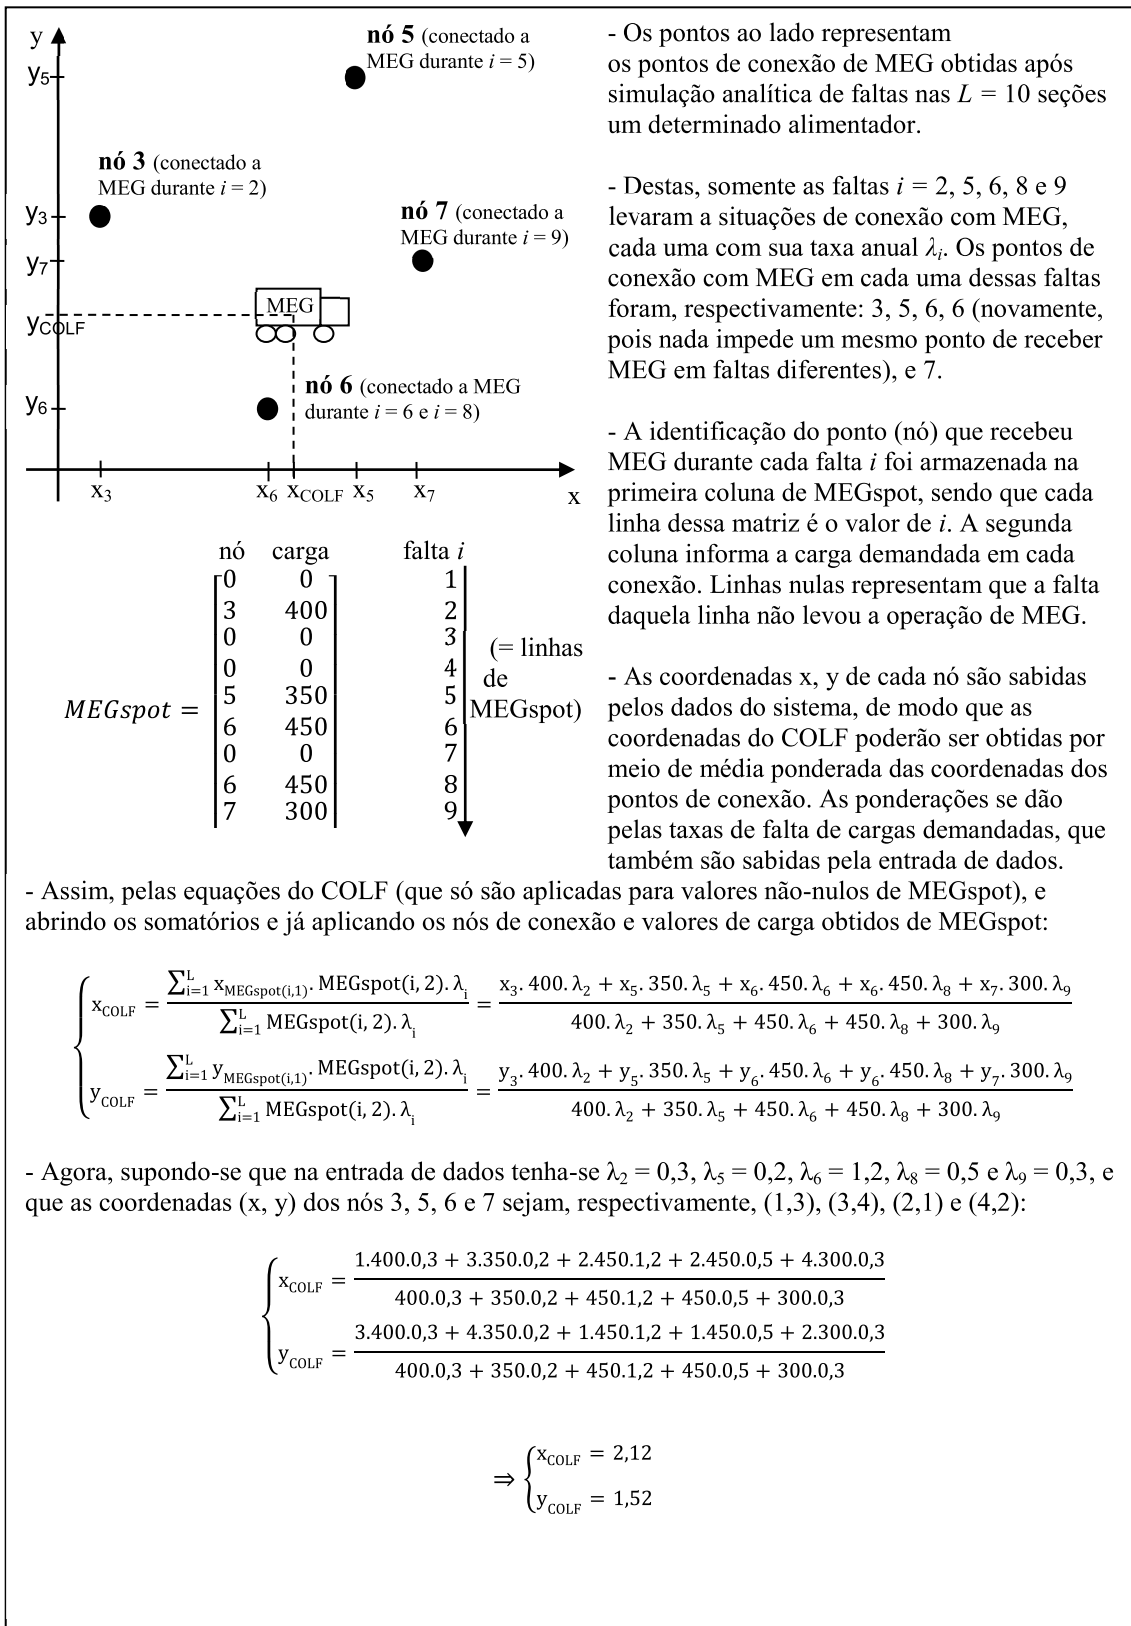 y
nó 5 (conectado a
MEG durante i = 5)
y5
nó 3 (conectado a
MEG durante i = 2)
y3
nó 7 (conectado a
MEG durante i = 9)
y7
MEG
yCOLF
nó 6 (conectado a MEG
durante i = 6 e i = 8)
y6
x3 x6 xCOLF x5 x7 x
- Os pontos ao lado representam
os pontos de conexão de MEG obtidas após
simulação analítica de faltas nas L = 10 seções
um determinado alimentador.
- Destas, somente as faltas i = 2, 5, 6, 8 e 9
levaram a situações de conexão com MEG,
cada uma com sua taxa anual λi. Os pontos de
conexão com MEG em cada uma dessas faltas
foram, respectivamente: 3, 5, 6, 6 (novamente,
pois nada impede um mesmo ponto de receber
MEG em faltas diferentes), e 7.
- A identificação do ponto (nó) que recebeu
MEG durante cada falta i foi armazenada na
primeira coluna de MEGspot, sendo que cada
linha dessa matriz é o valor de i. A segunda
coluna informa a carga demandada em cada
conexão. Linhas nulas representam que a falta
daquela linha não levou a operação de MEG.
- As coordenadas x, y de cada nó são sabidas
pelos dados do sistema, de modo que as
coordenadas do COLF poderão ser obtidas por
meio de média ponderada das coordenadas dos
pontos de conexão. As ponderações se dão
pelas taxas de falta de cargas demandadas, que
também são sabidas pela entrada de dados.
nó carga falta i
0 0 1
3 400 2
0 0 3
(= linhas
0 0 4
de
5 350 5
MEGspot =
MEGspot)
6 450 6
0 0 7
6 450 8
7 300 9
- Assim, pelas equações do COLF (que só são aplicadas para valores não-nulos de MEGspot), e
abrindo os somatórios e já aplicando os nós de conexão e valores de carga obtidos de MEGspot:
xCOLF = ∑i=1L xMEGspot(i,1). MEGspot(i, 2). λi / ∑i=1L MEGspot(i, 2). λi = x3. 400. λ2 + x5. 350. λ5 + x6. 450. λ6 + x6. 450. λ8 + x7. 300. λ9 / 400. λ2 + 350. λ5 + 450. λ6 + 450. λ8 + 300. λ9
yCOLF = ∑i=1L yMEGspot(i,1). MEGspot(i, 2). λi / ∑i=1L MEGspot(i, 2). λi = y3. 400. λ2 + y5. 350. λ5 + y6. 450. λ6 + y6. 450. λ8 + y7. 300. λ9 / 400. λ2 + 350. λ5 + 450. λ6 + 450. λ8 + 300. λ9
- Agora, supondo-se que na entrada de dados tenha-se λ2 = 0,3, λ5 = 0,2, λ6 = 1,2, λ8 = 0,5 e λ9 = 0,3, e
que as coordenadas (x, y) dos nós 3, 5, 6 e 7 sejam, respectivamente, (1,3), (3,4), (2,1) e (4,2):
xCOLF = 1.400.0,3 + 3.350.0,2 + 2.450.1,2 + 2.450.0,5 + 4.300.0,3 / 400.0,3 + 350.0,2 + 450.1,2 + 450.0,5 + 300.0,3
yCOLF = 3.400.0,3 + 4.350.0,2 + 1.450.1,2 + 1.450.0,5 + 2.300.0,3 / 400.0,3 + 350.0,2 + 450.1,2 + 450.0,5 + 300.0,3
⇒ xCOLF = 2,12
yCOLF = 1,52